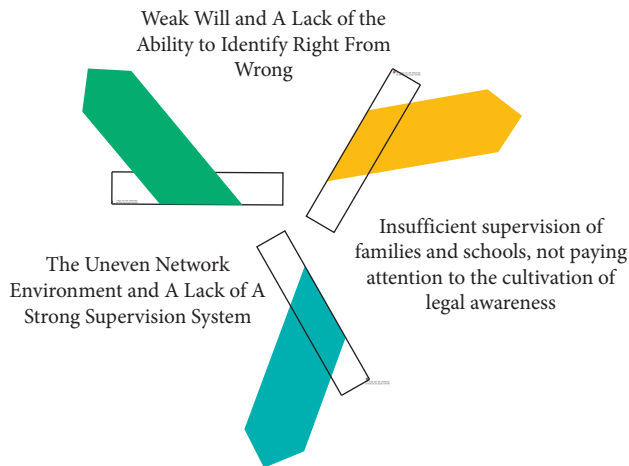 Weak Will and A Lack of the
Ability to Identify Right From
Wrong
Insufficient supervision of
families and schools, not paying
attention to the cultivation of
legal awareness
The Uneven Network
Environment and A Lack of A
Strong Supervision System